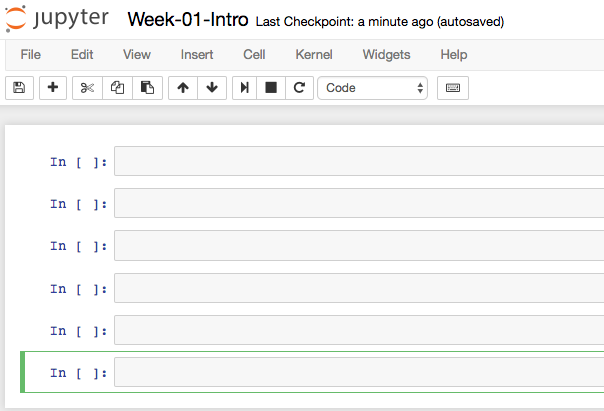 jupyter Week-01-Intro Last Checkpoint: a minute ago (autosaved)
File Edit View Insert Cell Kernel Widgets Help
Code
In [ ]:
In [ ]:
In [ ]:
In [ ]:
In [ ]:
In [ ]: